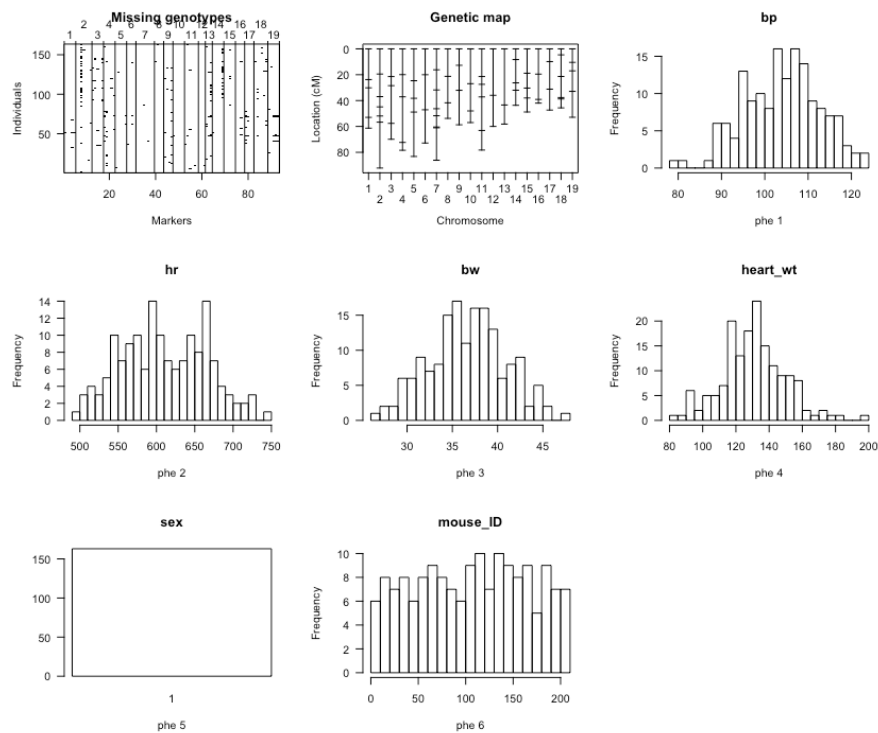 Missing genotypes
2 4 6 8 10 12 14 16 18
1 3 5 7 9 11 13 15 17 19
Individuals
150
100
50
20 40 60 80
Markers
Genetic map
Location (cM)
0
20
40
60
80
1 3 5 7 9 11 13 15 17 19
2 4 6 8 10 12 14 16 18
Chromosome
bp
Frequency
15
10
5
0
80 90 100 110 120
phe 1
hr
Frequency
14
12
10
8
6
4
2
0
500 550 600 650 700 750
phe 2
bw
Frequency
15
10
5
0
30 35 40 45
phe 3
heart_wt
Frequency
20
15
10
5
0
80 100 120 140 160 180 200
phe 4
sex
150
100
50
0
1
phe 5
mouse_ID
Frequency
10
8
6
4
2
0
0 50 100 150 200
phe 6